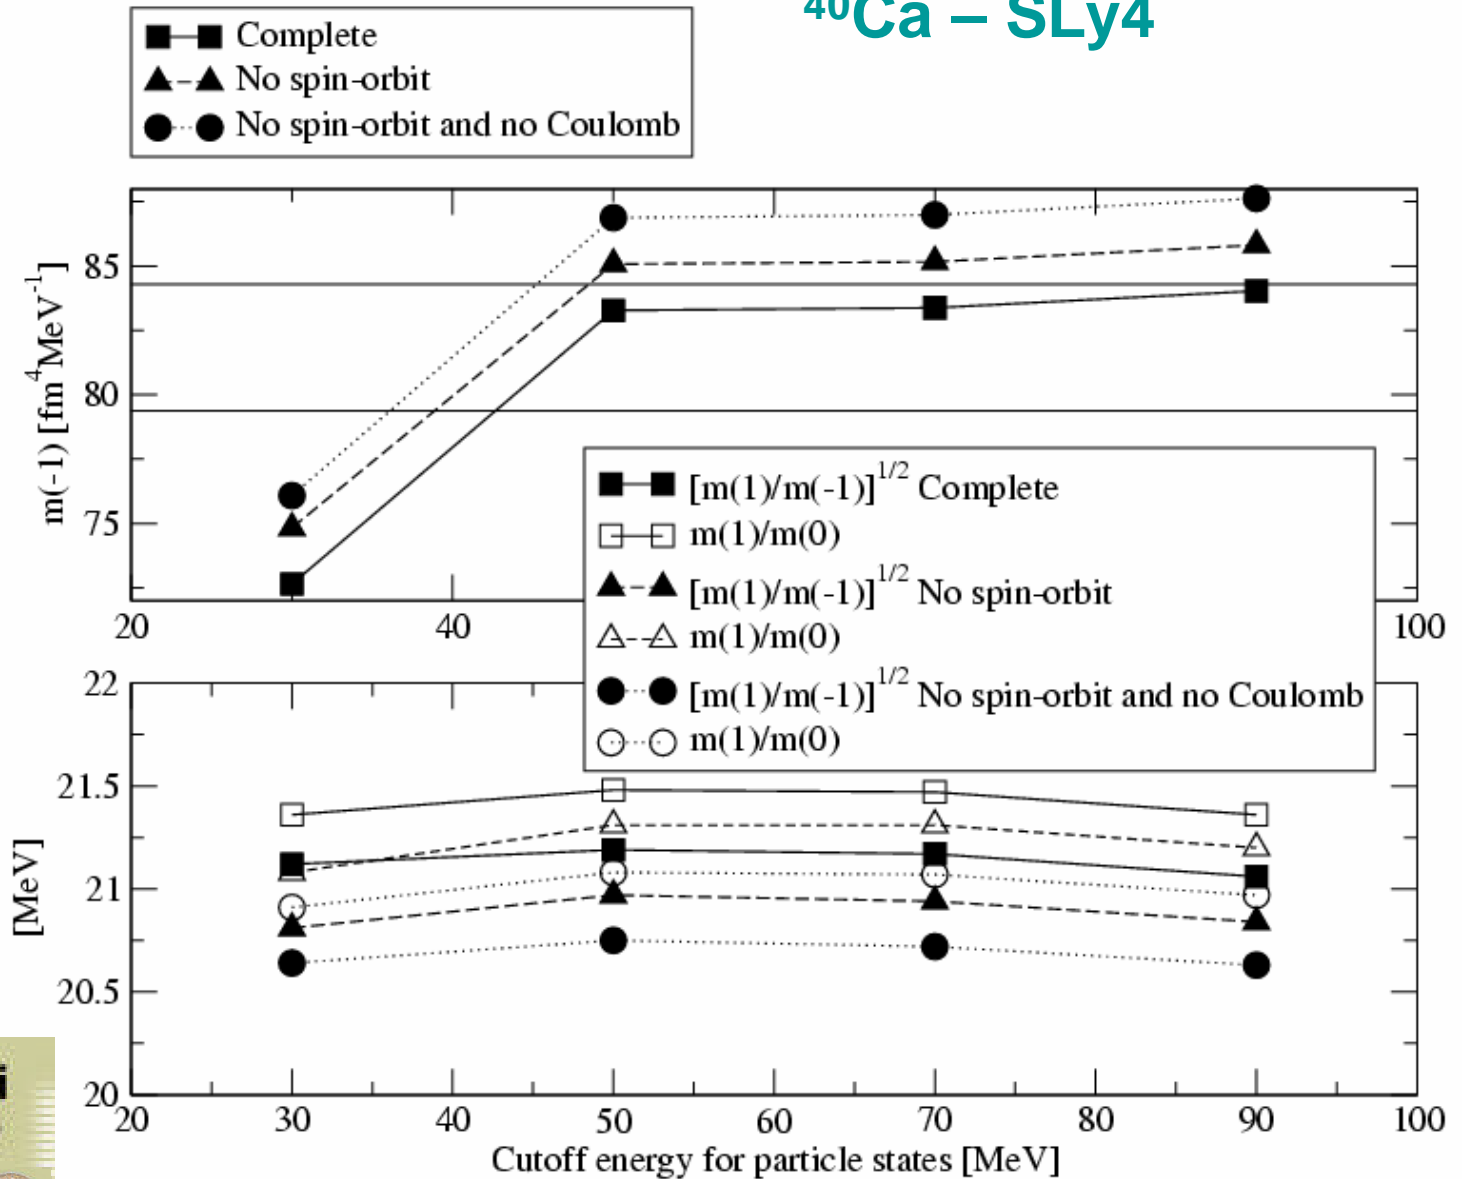 ⁴⁰Ca – SLy4
Complete
No spin-orbit
No spin-orbit and no Coulomb
m(-1) [fm⁴MeV⁻¹]
85
80
75
20 40 100
[m(1)/m(-1)]^1/2 Complete
m(1)/m(0)
[m(1)/m(-1)]^1/2 No spin-orbit
m(1)/m(0)
[m(1)/m(-1)]^1/2 No spin-orbit and no Coulomb
m(1)/m(0)
[MeV]
22
21.5
21
20.5
20
20 30 40 50 60 70 80 90 100
Cutoff energy for particle states [MeV]